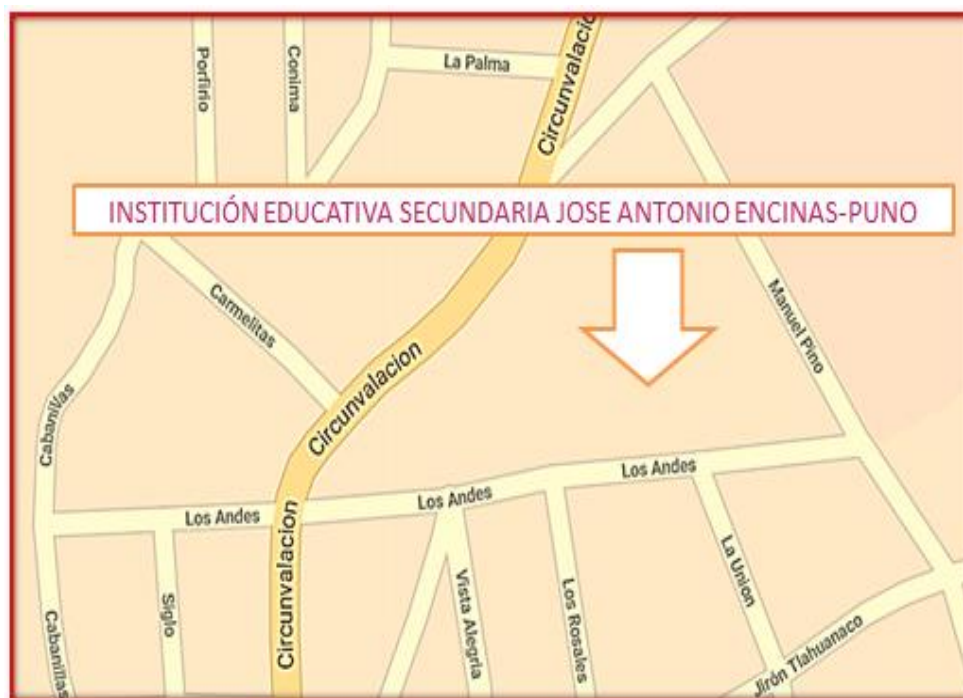 Porfirio
Conima
La Palma
Circunvalacion
INSTITUCIÓN EDUCATIVA SECUNDARIA JOSE ANTONIO ENCINAS-PUNO
Carmelitas
Manuel Pino
Cabanillas
Circunvalacion
Los Andes
Los Andes
Los Andes
Circunvalacion
Siglo
Cabanillas
Vista Alegria
Los Rosales
La Union
Jirón Tlahuanaco